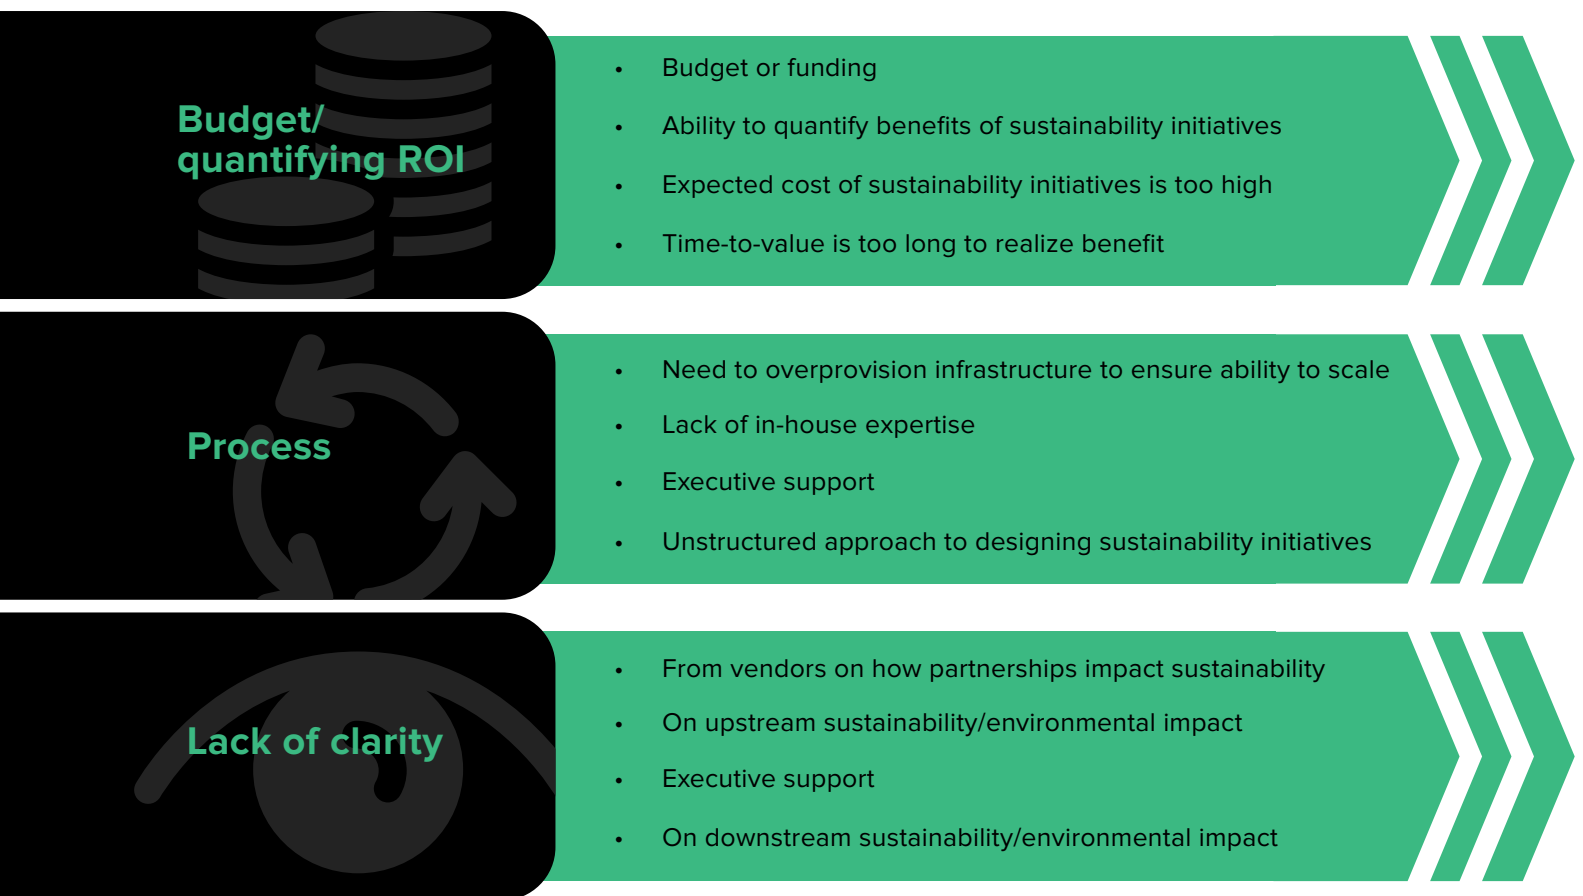 Budget/
quantifying ROI
• Budget or funding
• Ability to quantify benefits of sustainability initiatives
• Expected cost of sustainability initiatives is too high
• Time-to-value is too long to realize benefit
Process
• Need to overprovision infrastructure to ensure ability to scale
• Lack of in-house expertise
• Executive support
• Unstructured approach to designing sustainability initiatives
Lack of clarity
• From vendors on how partnerships impact sustainability
• On upstream sustainability/environmental impact
• Executive support
• On downstream sustainability/environmental impact